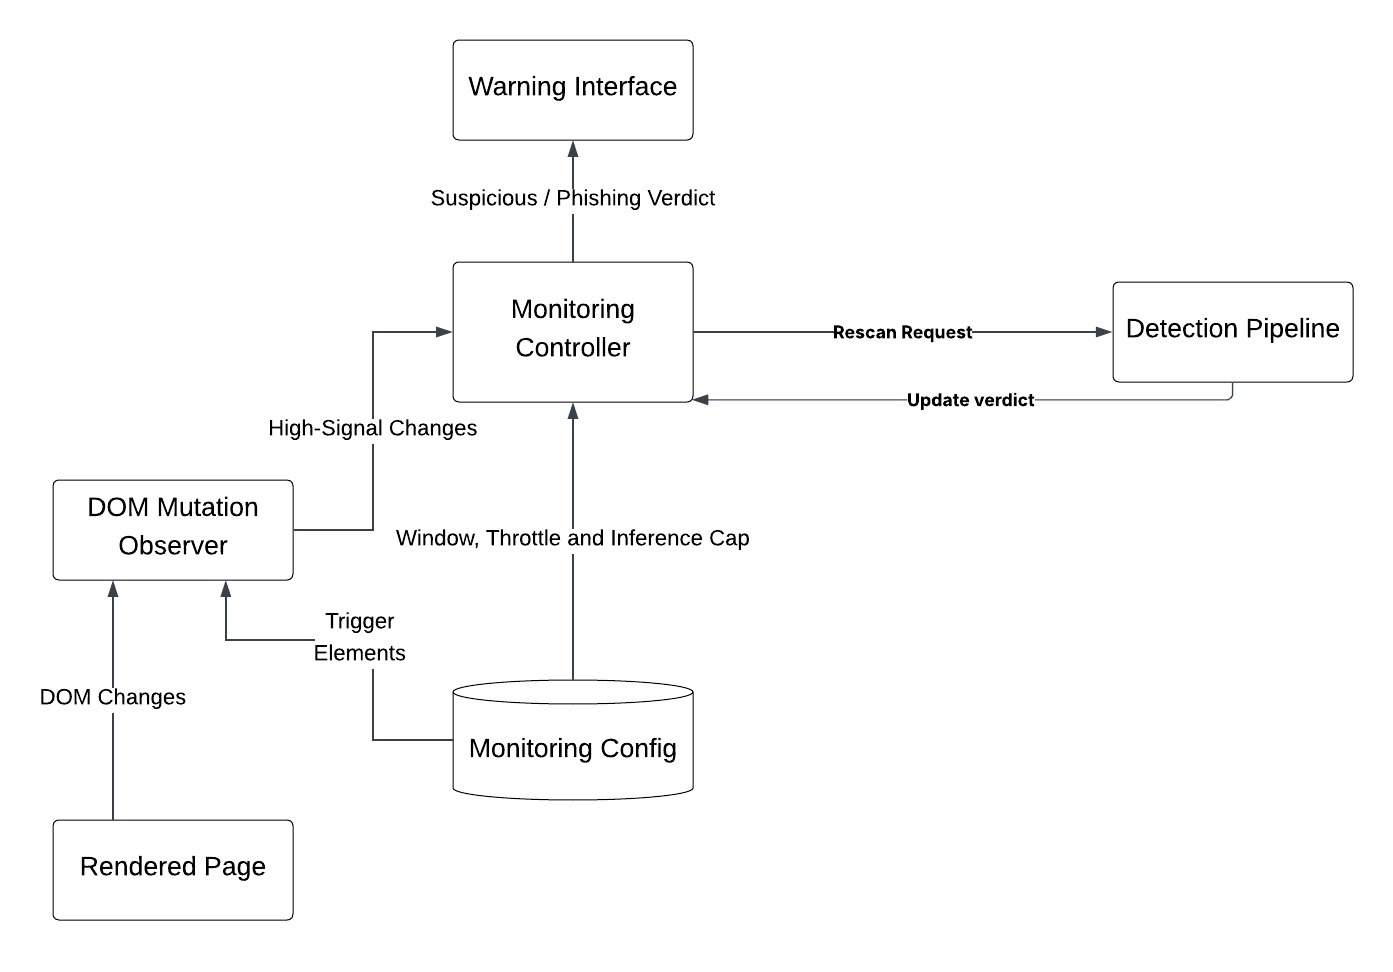 Warning Interface
Suspicious / Phishing Verdict
Monitoring
Controller
Rescan Request
Detection Pipeline
Update verdict
High-Signal Changes
DOM Mutation
Observer
Window, Throttle and Inference Cap
Trigger
Elements
DOM Changes
Monitoring Config
Rendered Page